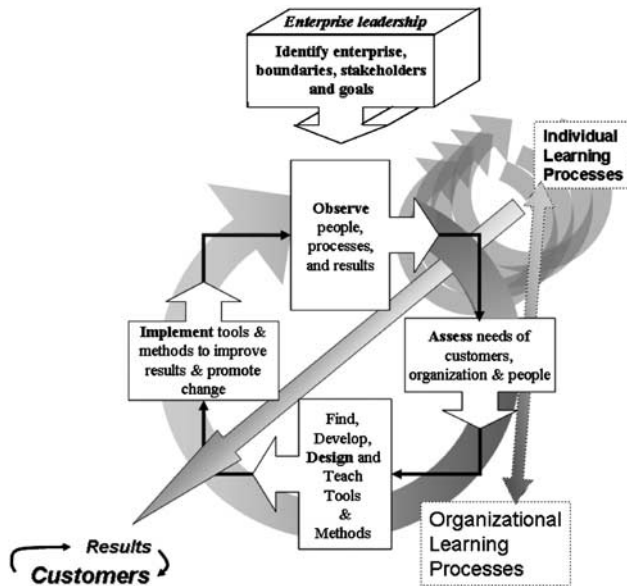 Enterprise leadership
Identify enterprise,
boundaries, stakeholders
and goals
Individual
Learning
Processes
Observe
people,
processes,
and results
Implement tools &
methods to improve
results & promote
change
Assess needs of
customers,
organization & people
Find,
Develop,
Design and
Teach
Tools
&
Methods
Organizational
Learning
Processes
Results
Customers